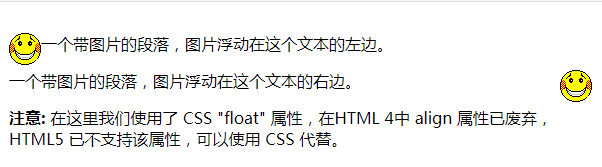 一个带图片的段落，图片浮动在这个文本的左边。
一个带图片的段落，图片浮动在这个文本的右边。
注意: 在这里我们使用了 CSS "float" 属性，在HTML 4中 align 属性已废弃，
HTML5 已不支持该属性，可以使用 CSS 代替。